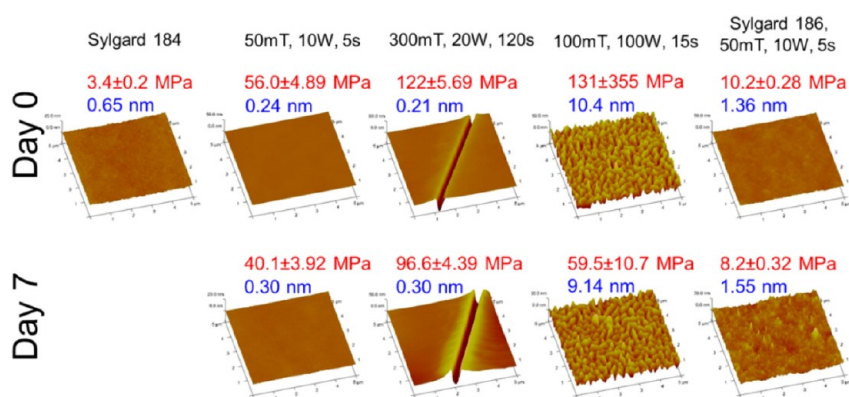 Sylgard 184
50mT, 10W, 5s
300mT, 20W, 120s
100mT, 100W, 15s
Sylgard 186,
50mT, 10W, 5s
Day 0
3.4±0.2 MPa
0.65 nm
56.0±4.89 MPa
0.24 nm
122±5.69 MPa
0.21 nm
131±355 MPa
10.4 nm
10.2±0.28 MPa
1.36 nm
Day 7
40.1±3.92 MPa
0.30 nm
96.6±4.39 MPa
0.30 nm
59.5±10.7 MPa
9.14 nm
8.2±0.32 MPa
1.55 nm